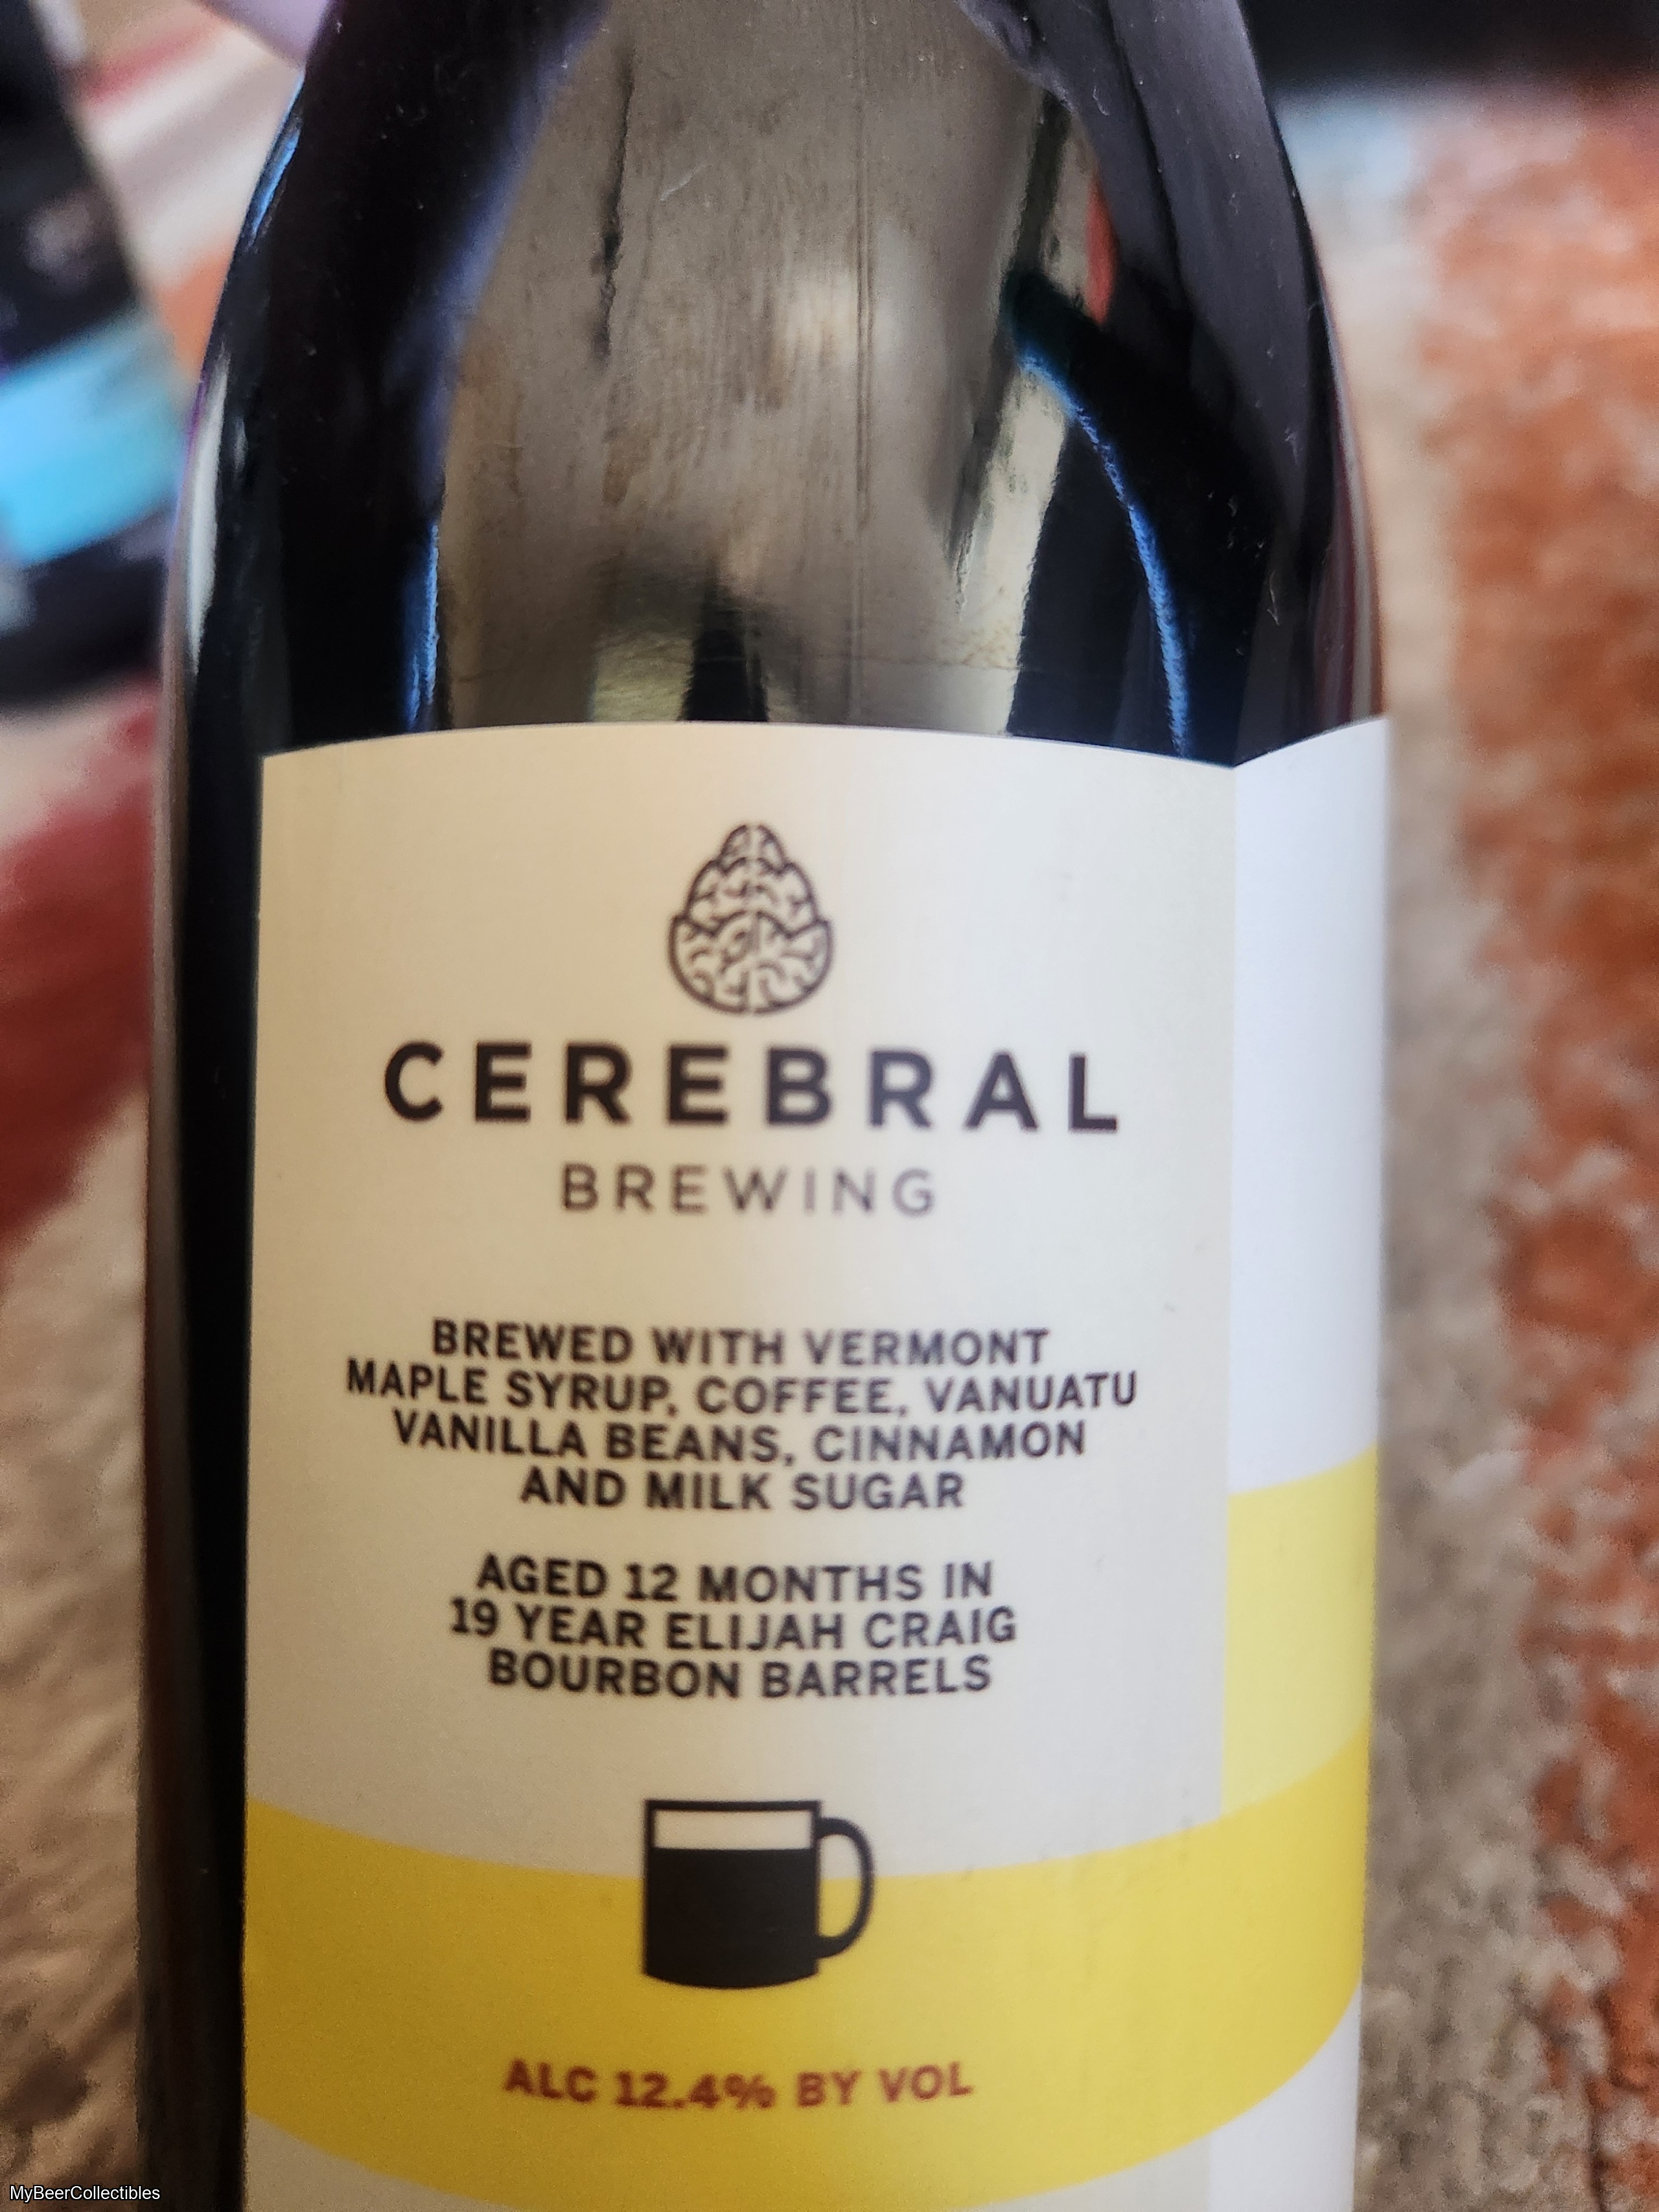 CEREBRAL
BREWING
BREWED WITH VERMONT
MAPLE SYRUP, COFFEE, VANUATU
VANILLA BEANS, CINNAMON
AND MILK SUGAR
AGED 12 MONTHS IN
19 YEAR ELIJAH CRAIG
BOURBON BARRELS
ALC 12.4% BY VOL
MyBeerCollectibles